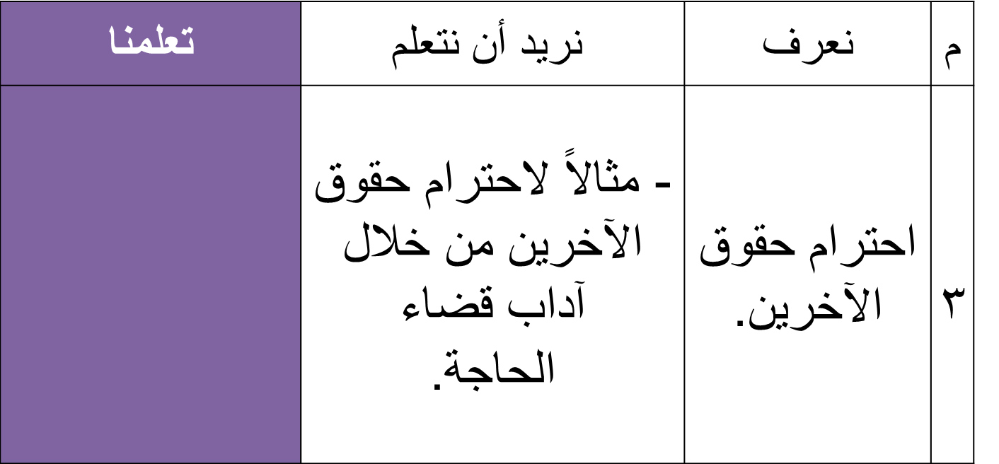 م نعرف نريد أن نتعلم تعلمنا
٣
احترام حقوق
الآخرين.
- مثالاً لاحترام حقوق
الآخرين من خلال
آداب قضاء
الحاجة.